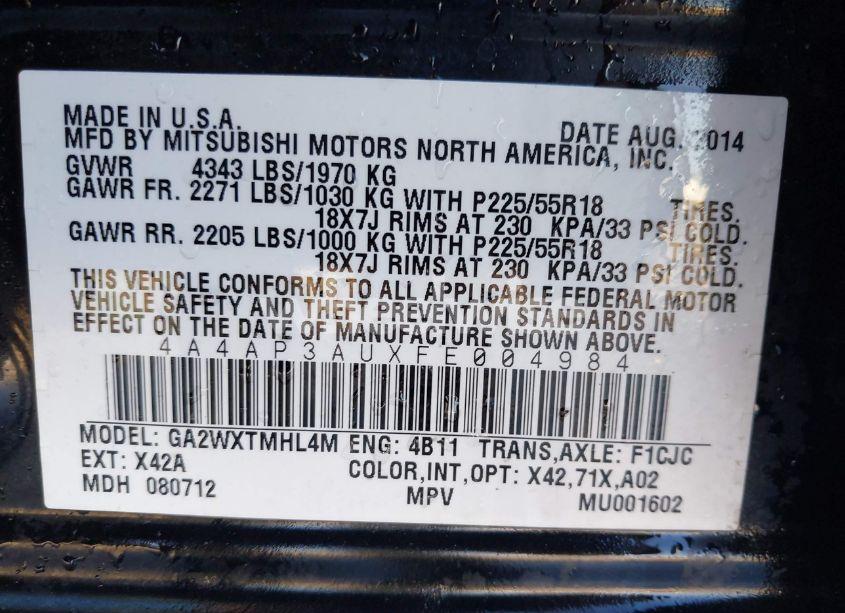 MADE IN U.S.A. DATE AUG. 2014
MFD BY MITSUBISHI MOTORS NORTH AMERICA, INC.
GVWR 4343 LBS/1970 KG
GAWR FR. 2271 LBS/1030 KG WITH P225/55R18 TIRES.
18X7J RIMS AT 230 KPA/33 PSI COLD.
GAWR RR. 2205 LBS/1000 KG WITH P225/55R18 TIRES.
18X7J RIMS AT 230 KPA/33 PSI COLD.
THIS VEHICLE CONFORMS TO ALL APPLICABLE FEDERAL MOTOR
VEHICLE SAFETY AND THEFT PREVENTION STANDARDS IN
EFFECT ON THE DATE OF MANUFACTURE SHOWN ABOVE.
4A4AP3AUXFE004984
MODEL: GA2WXTMHL4M ENG: 4B11 TRANS,AXLE: F1CJC
EXT: X42A COLOR,INT,OPT: X42,71X,A02
MDH 080712 MPV MU001602